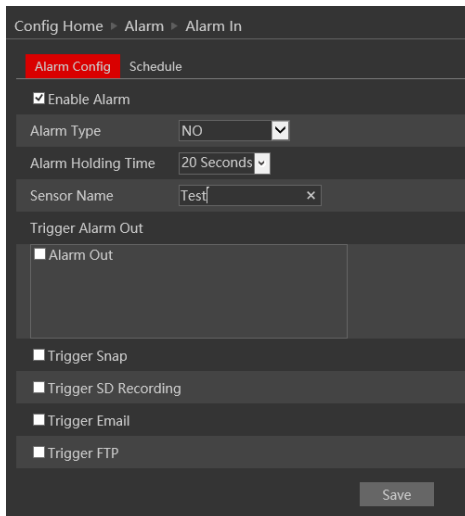 Config Home ▶ Alarm ▶ Alarm In
Alarm Config Schedule
Enable Alarm
Alarm Type NO
Alarm Holding Time 20 Seconds
Sensor Name Test ×
Trigger Alarm Out
Alarm Out
Trigger Snap
Trigger SD Recording
Trigger Email
Trigger FTP
Save